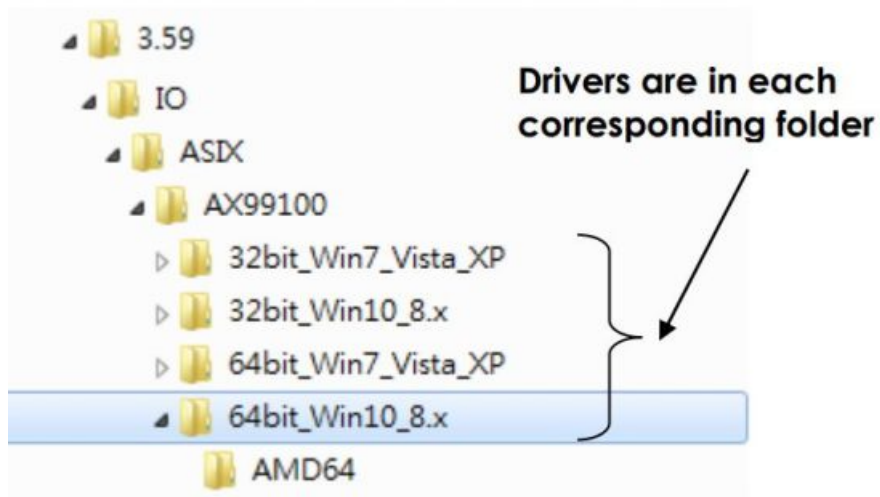 3.59
IO
ASIX
AX99100
32bit_Win7_Vista_XP
32bit_Win10_8.x
64bit_Win7_Vista_XP
64bit_Win10_8.x
AMD64
Drivers are in each
corresponding folder